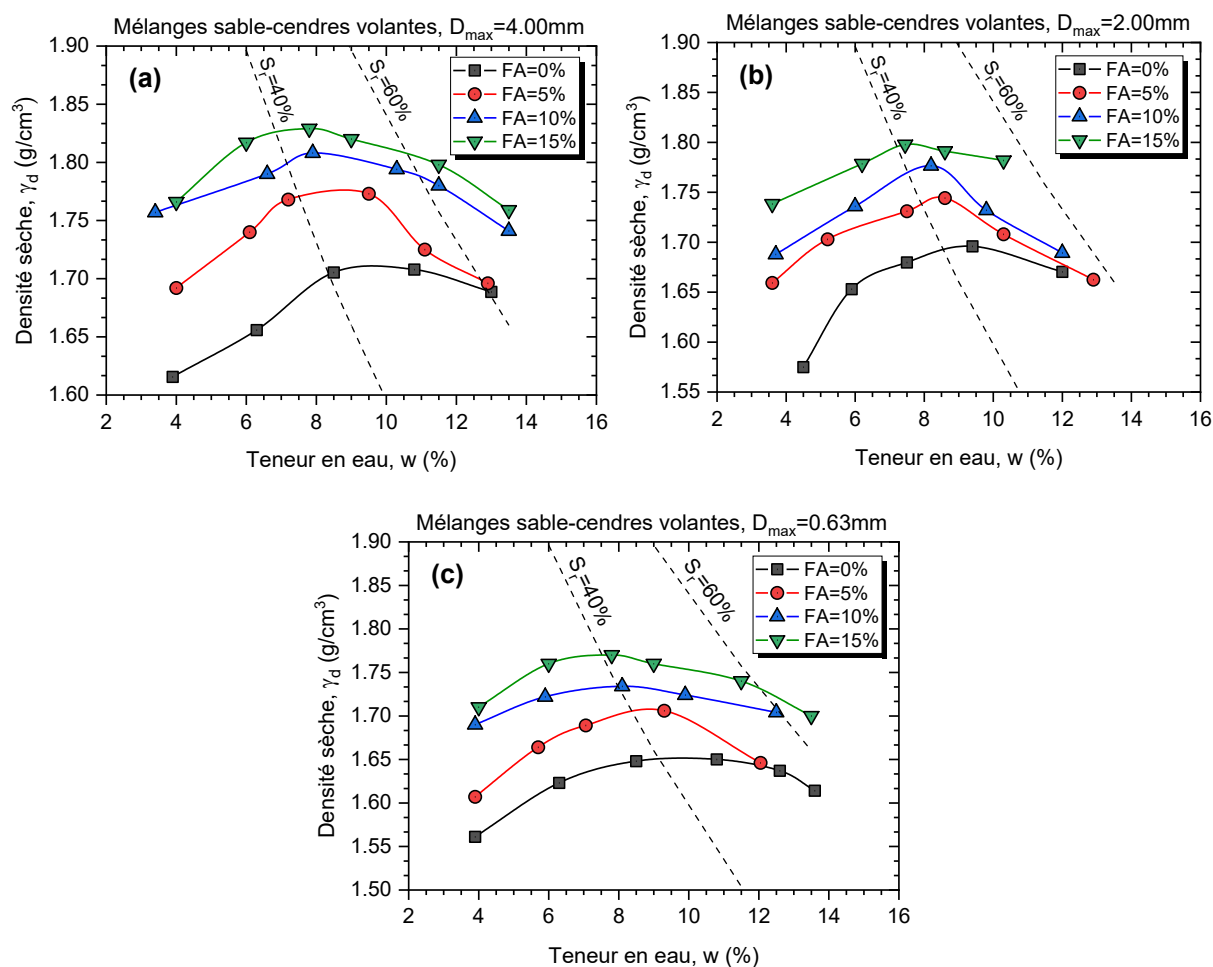 Mélanges sable-cendres volantes, Dmax=4.00mm
(a)
Sr=40%
Sr=60%
FA=0%
FA=5%
FA=10%
FA=15%
Densité sèche, γd (g/cm³)
1.90
1.85
1.80
1.75
1.70
1.65
1.60
2 4 6 8 10 12 14 16
Teneur en eau, w (%)
Mélanges sable-cendres volantes, Dmax=2.00mm
(b)
Sr=40%
Sr=60%
FA=0%
FA=5%
FA=10%
FA=15%
Densité sèche, γd (g/cm³)
1.90
1.85
1.80
1.75
1.70
1.65
1.60
1.55
2 4 6 8 10 12 14 16
Teneur en eau, w (%)
Mélanges sable-cendres volantes, Dmax=0.63mm
(c)
Sr=40%
Sr=60%
FA=0%
FA=5%
FA=10%
FA=15%
Densité sèche, γd (g/cm³)
1.90
1.85
1.80
1.75
1.70
1.65
1.60
1.55
1.50
2 4 6 8 10 12 14 16
Teneur en eau, w (%)